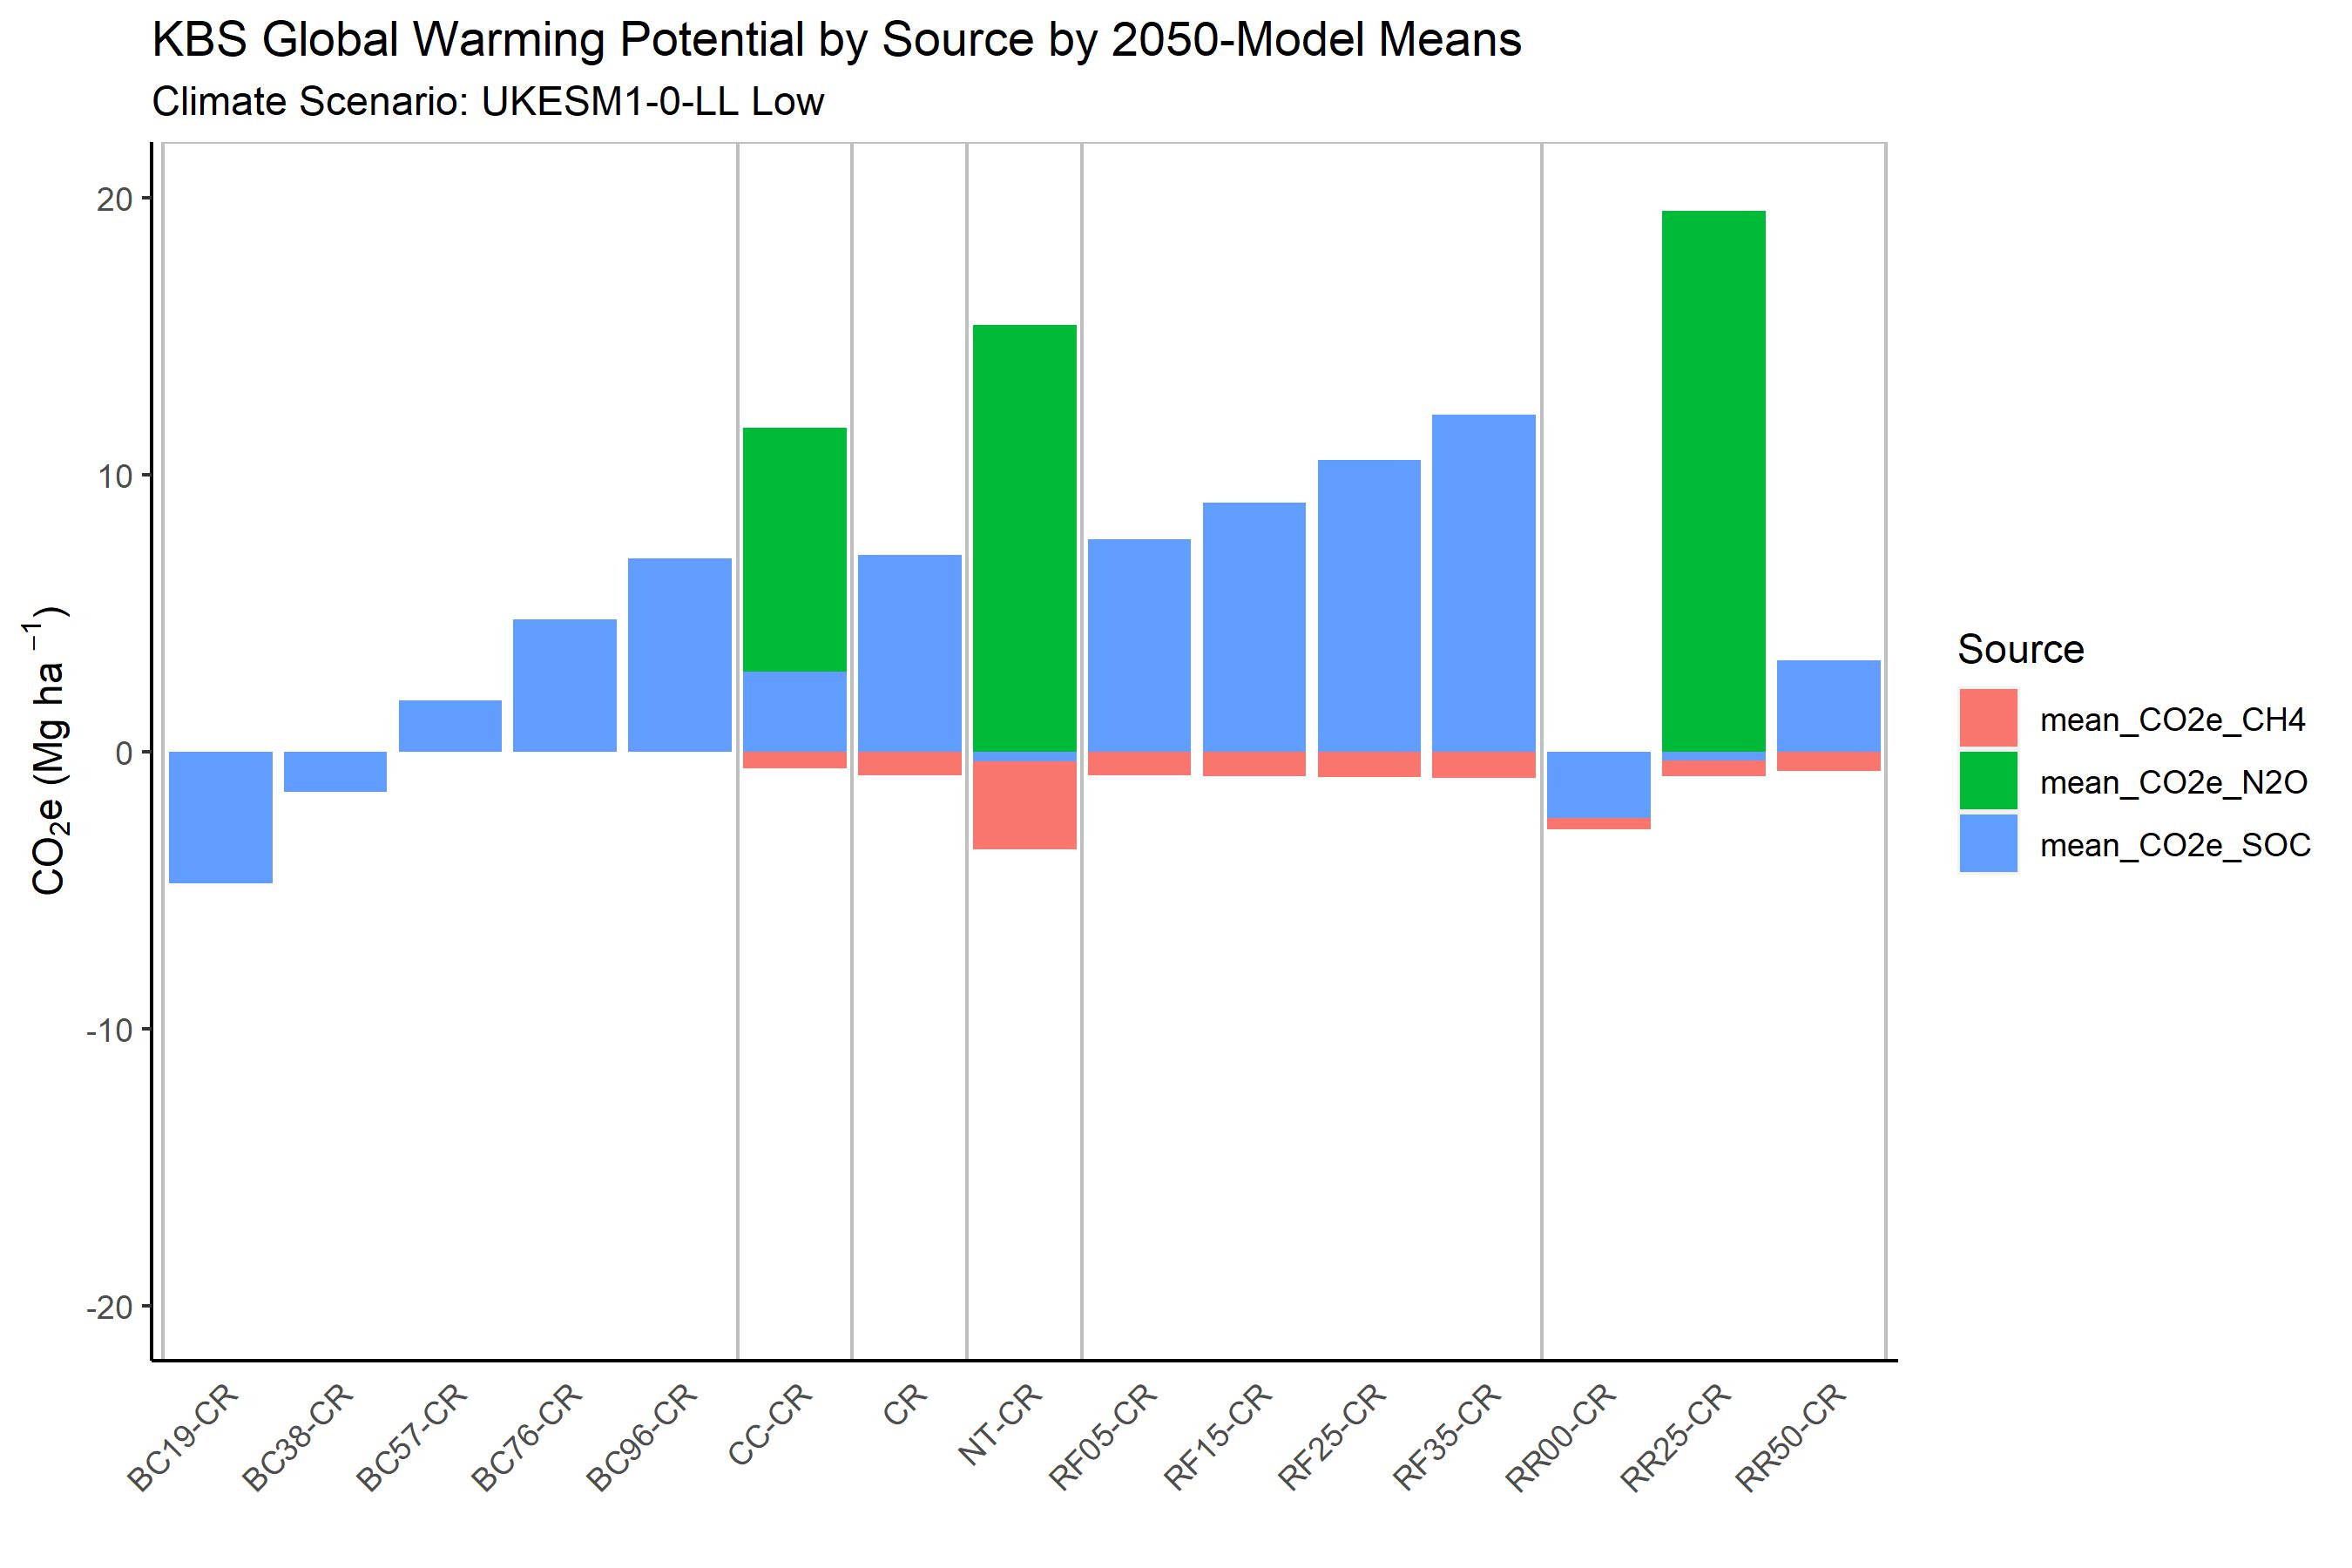 KBS Global Warming Potential by Source by 2050-Model Means
Climate Scenario: UKESM1-0-LL Low
CO₂e (Mg ha ⁻¹)
20
10
0
-10
-20
BC19-CR
BC38-CR
BC57-CR
BC76-CR
BC96-CR
CC-CR
CR
NT-CR
RF05-CR
RF15-CR
RF25-CR
RF35-CR
RR00-CR
RR25-CR
RR50-CR
Source
mean_CO2e_CH4
mean_CO2e_N2O
mean_CO2e_SOC